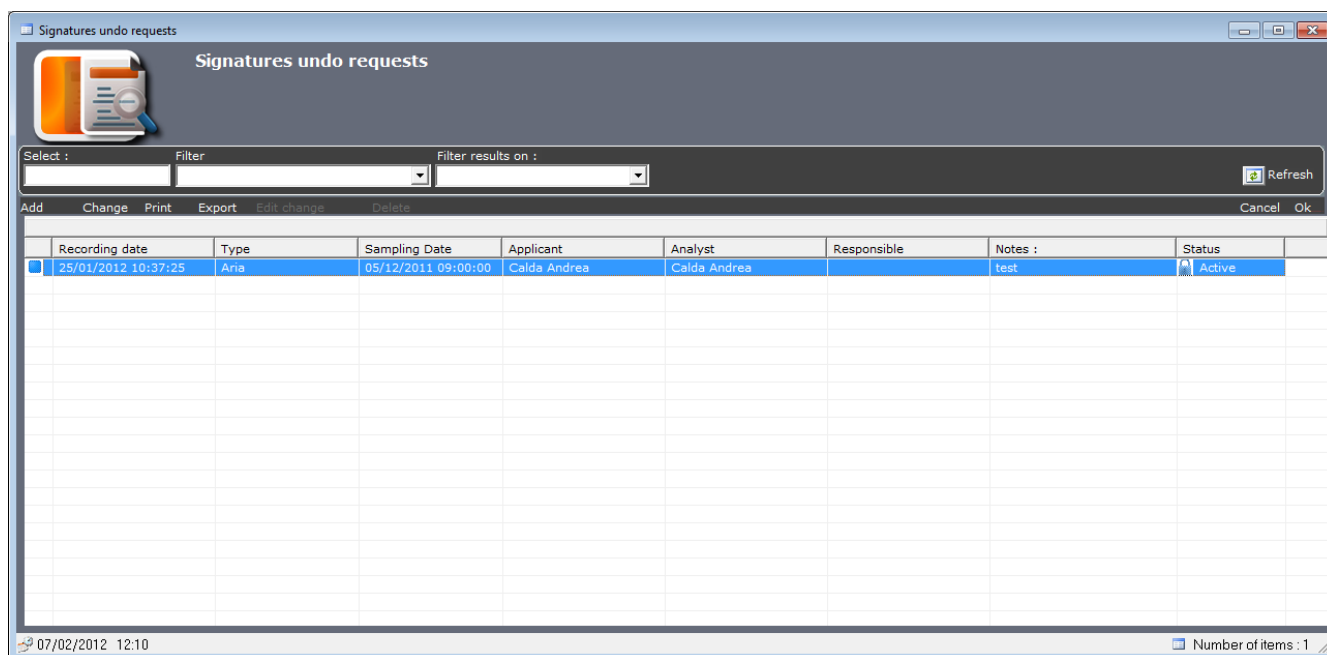 Signatures undo requests
Signatures undo requests
Select : Filter Filter results on :
Refresh
Add Change Print Export Edit change Delete Cancel Ok
Recording date Type Sampling Date Applicant Analyst Responsible Notes : Status
25/01/2012 10:37:25 Aria 05/12/2011 09:00:00 Calda Andrea Calda Andrea test Active
07/02/2012 12:10 Number of items : 1